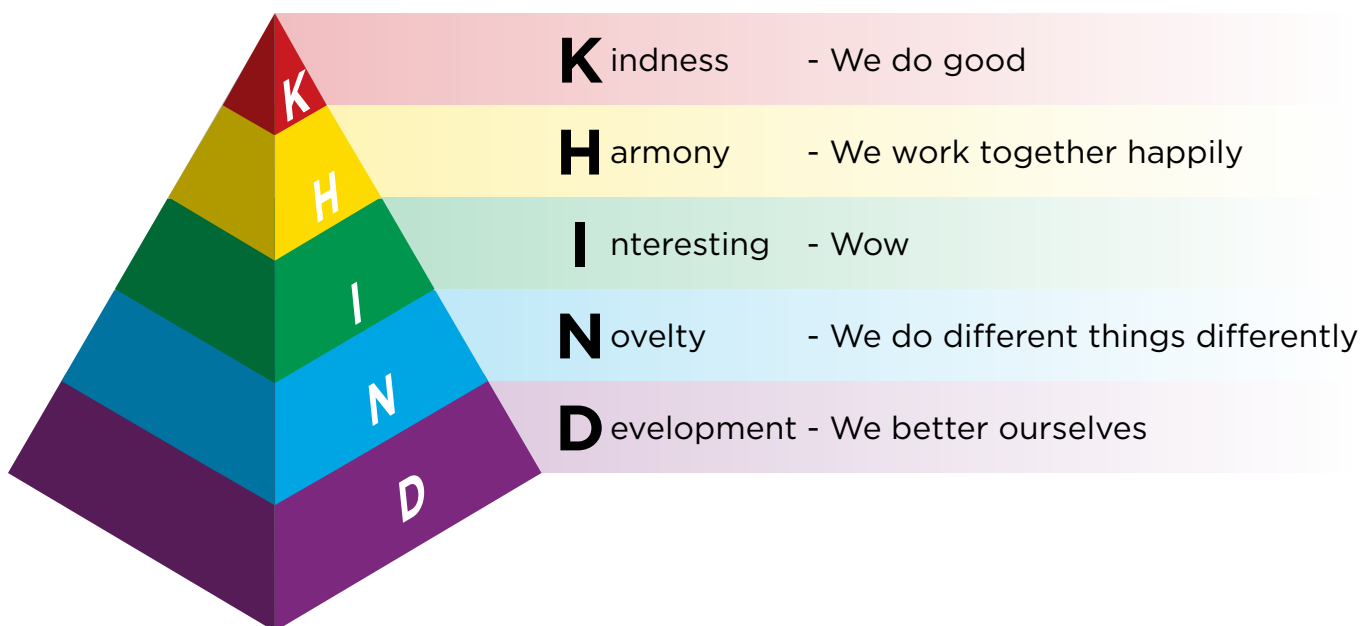 K
H
I
N
D
Kindness - We do good
Harmony - We work together happily
Interesting - Wow
Novelty - We do different things differently
Development - We better ourselves